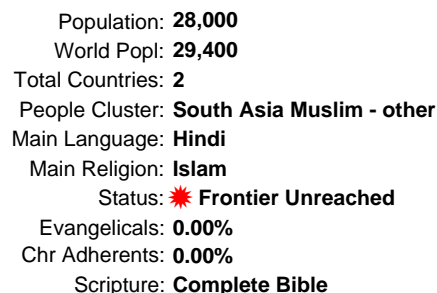 Population: 28,000
World Popl: 29,400
Total Countries: 2
People Cluster: South Asia Muslim - other
Main Language: Hindi
Main Religion: Islam
Status: Frontier Unreached
Evangelicals: 0.00%
Chr Adherents: 0.00%
Scripture: Complete Bible